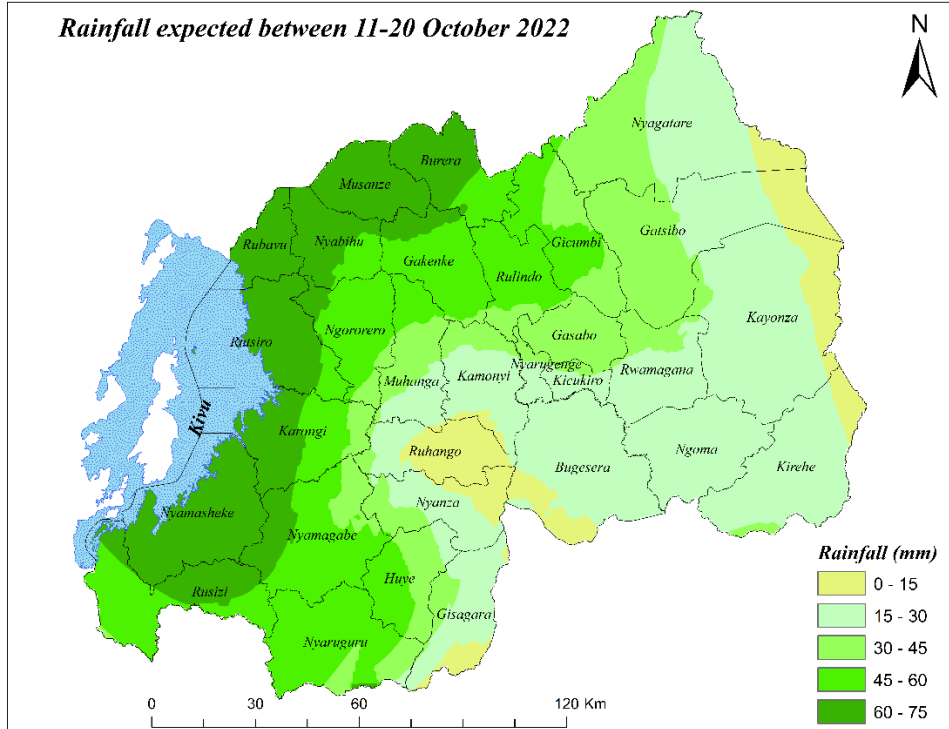 Rainfall expected between 11-20 October 2022
N
Nyagatare
Burera
Musanze
Gatsibo
Rubavu
Nyabihu
Gicumbi
Gakenke
Rulindo
Kayonza
Rutsiro
Ngororero
Gasabo
Nyarugenge
Kicukiro
Rwamagana
Muhanga
Kamonyi
Kivu
Karongi
Ruhango
Ngoma
Bugesera
Kirehe
Nyanza
Nyamasheke
Nyamagabe
Huye
Rusizi
Gisagara
Nyaruguru
Rainfall (mm)
0 - 15
15 - 30
30 - 45
45 - 60
60 - 75
0 30 60 120 Km